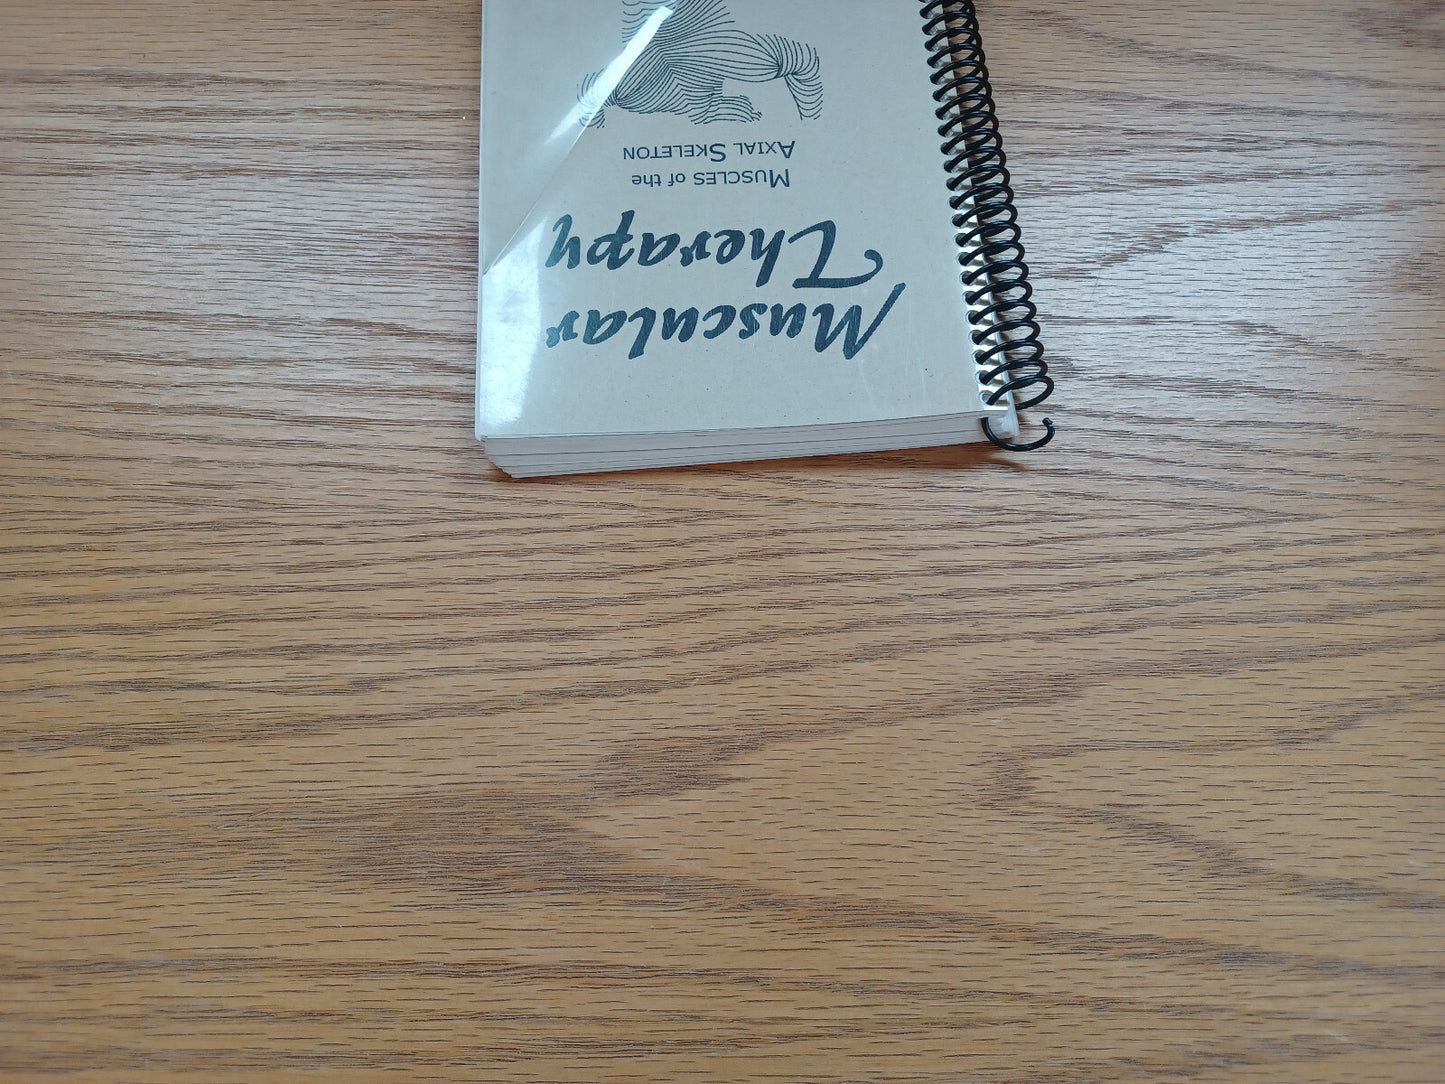 Muscular
Therapy
MUSCLES OF the
AXIAL SKELETON